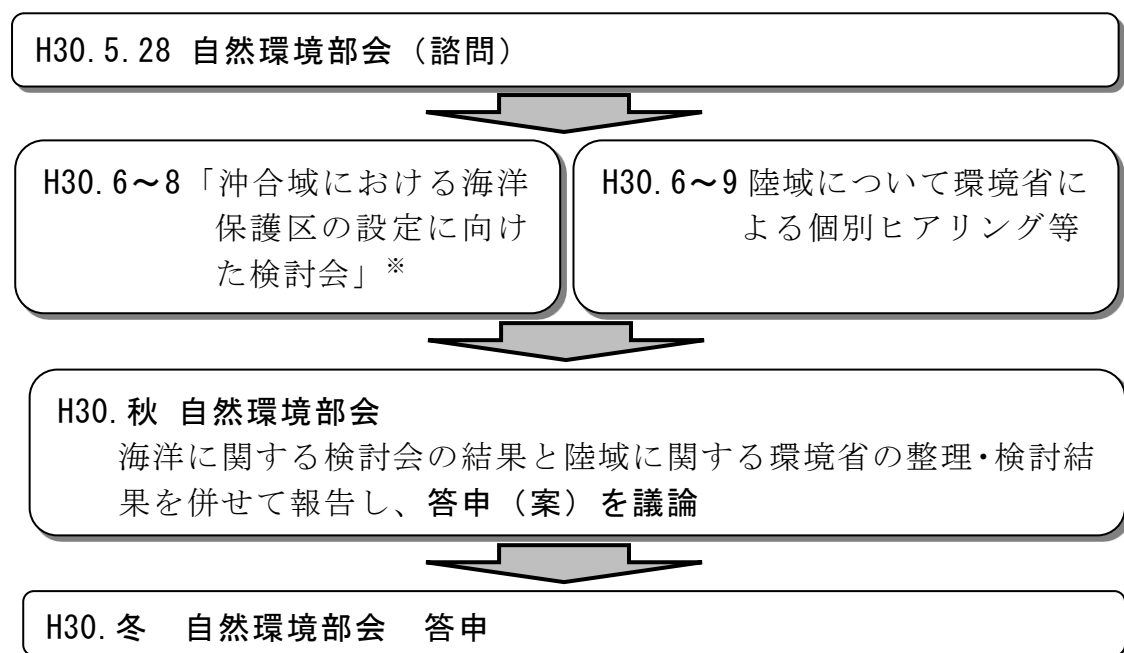 H30.5.28 自然環境部会（諮問）
H30.6～8「沖合域における海洋
保護区の設定に向け
た検討会」※
H30.6～9 陸域について環境省に
よる個別ヒアリング等
H30.秋 自然環境部会
海洋に関する検討会の結果と陸域に関する環境省の整理・検討結
果を併せて報告し、答申（案）を議論
H30.冬　自然環境部会　答申